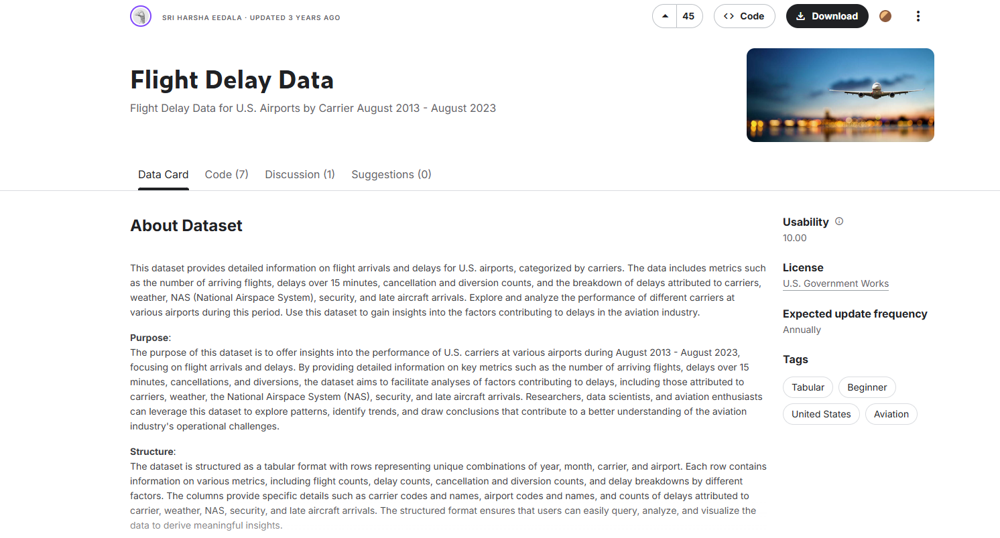 SRI HARSHA EEDALA · UPDATED 3 YEARS AGO
45
Code
Download
Flight Delay Data
Flight Delay Data for U.S. Airports by Carrier August 2013 - August 2023
Data Card
Code (7)
Discussion (1)
Suggestions (0)
About Dataset
This dataset provides detailed information on flight arrivals and delays for U.S. airports, categorized by carriers. The data includes metrics such
as the number of arriving flights, delays over 15 minutes, cancellation and diversion counts, and the breakdown of delays attributed to carriers,
weather, NAS (National Airspace System), security, and late aircraft arrivals. Explore and analyze the performance of different carriers at
various airports during this period. Use this dataset to gain insights into the factors contributing to delays in the aviation industry.
Purpose:
The purpose of this dataset is to offer insights into the performance of U.S. carriers at various airports during August 2013 - August 2023,
focusing on flight arrivals and delays. By providing detailed information on key metrics such as the number of arriving flights, delays over 15
minutes, cancellations, and diversions, the dataset aims to facilitate analyses of factors contributing to delays, including those attributed to
carriers, weather, the National Airspace System (NAS), security, and late aircraft arrivals. Researchers, data scientists, and aviation enthusiasts
can leverage this dataset to explore patterns, identify trends, and draw conclusions that contribute to a better understanding of the aviation
industry's operational challenges.
Structure:
The dataset is structured as a tabular format with rows representing unique combinations of year, month, carrier, and airport. Each row contains
information on various metrics, including flight counts, delay counts, cancellation and diversion counts, and delay breakdowns by different
factors. The columns provide specific details such as carrier codes and names, airport codes and names, and counts of delays attributed to
carrier, weather, NAS, security, and late aircraft arrivals. The structured format ensures that users can easily query, analyze, and visualize the
data to derive meaningful insights.
Usability
10.00
License
U.S. Government Works
Expected update frequency
Annually
Tags
Tabular
Beginner
United States
Aviation